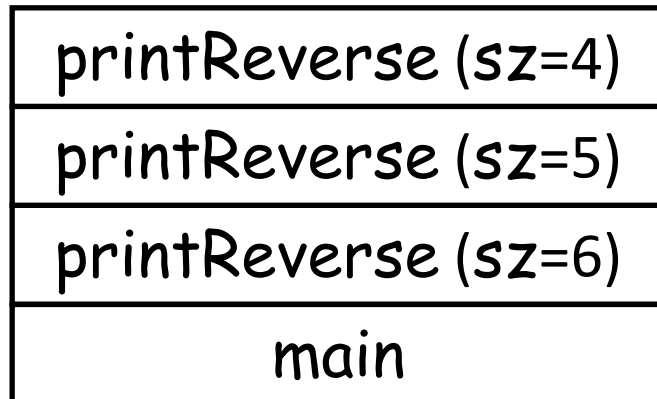 printReverse (sz=4)
printReverse (sz=5)
printReverse (sz=6)
main